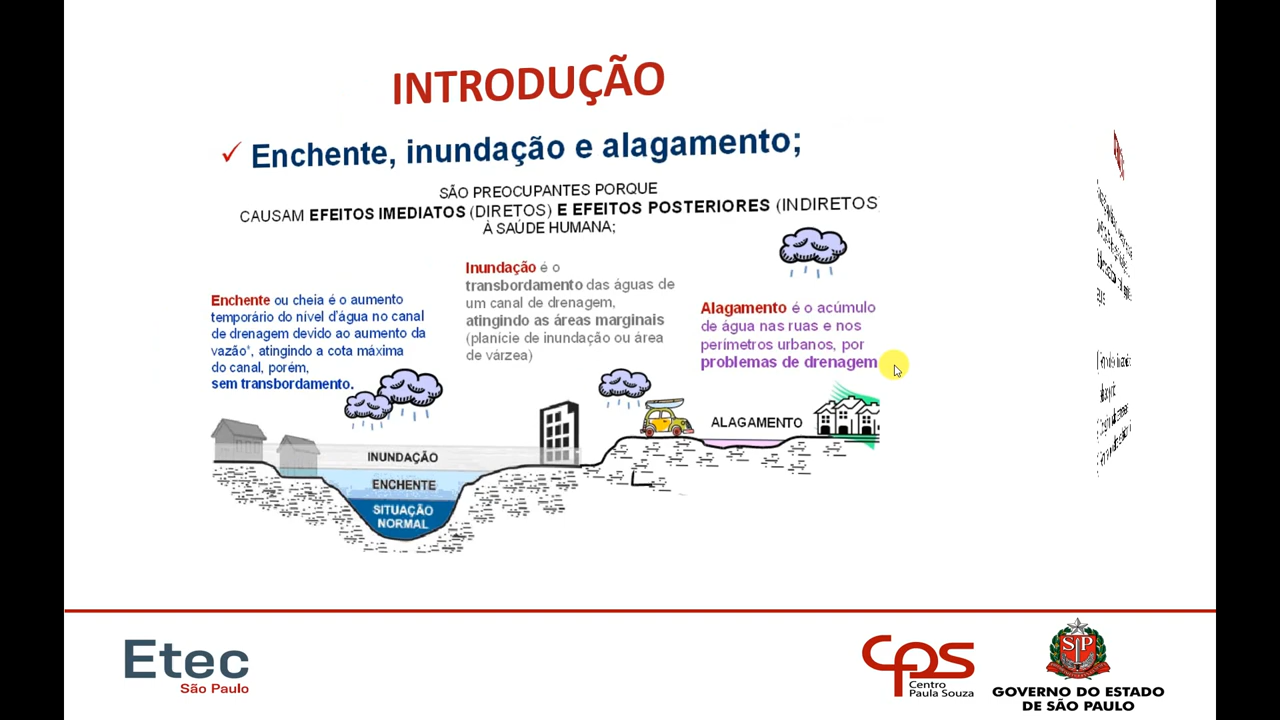 INTRODUÇÃO
✓ Enchente, inundação e alagamento;
SÃO PREOCUPANTES PORQUE
CAUSAM EFEITOS IMEDIATOS (DIRETOS) E EFEITOS POSTERIORES (INDIRETOS
À SAÚDE HUMANA;
Enchente ou cheia é o aumento
temporário do nível d'água no canal
de drenagem devido ao aumento da
vazão*, atingindo a cota máxima
do canal, porém,
sem transbordamento.
Inundação é o
transbordamento das águas de
um canal de drenagem,
atingindo as áreas marginais
(planície de inundação ou área
de várzea)
Alagamento é o acúmulo
de água nas ruas e nos
perímetros urbanos, por
problemas de drenagem
ALAGAMENTO
INUNDAÇÃO
ENCHENTE
SITUAÇÃO
NORMAL
Etec
São Paulo
cps
Centro
Paula Souza
SP
GOVERNO DO ESTADO
DE SÃO PAULO